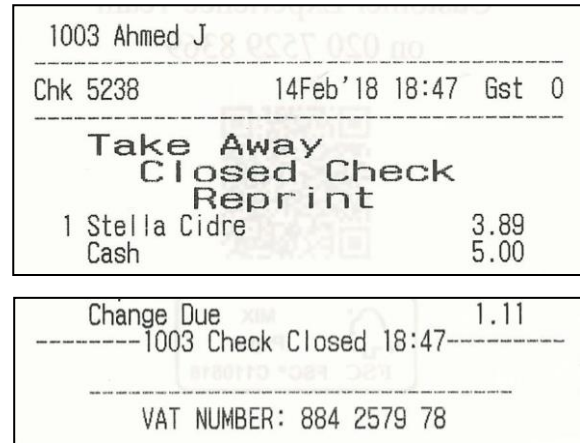 1003 Ahmed J
Chk 5238 14Feb'18 18:47 Gst 0
Take Away
Closed Check
Reprint
1 Stella Cidre 3.89
Cash 5.00
Change Due 1.11
--------1003 Check Closed 18:47---------
VAT NUMBER: 884 2579 78